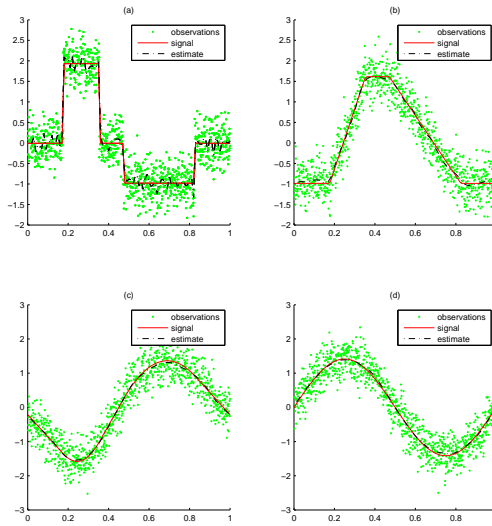 (a)
3
2.5
2
1.5
1
0.5
0
−0.5
−1
−1.5
−2
0 0.2 0.4 0.6 0.8 1
observations
signal
estimate
(b)
3
2.5
2
1.5
1
0.5
0
−0.5
−1
−1.5
−2
0 0.2 0.4 0.6 0.8
observations
signal
estimate
(c)
3
2
1
0
−1
−2
−3
0 0.2 0.4 0.6 0.8 1
observations
signal
estimate
(d)
3
2
1
0
−1
−2
−3
0 0.2 0.4 0.6 0.8
observations
signal
estimate